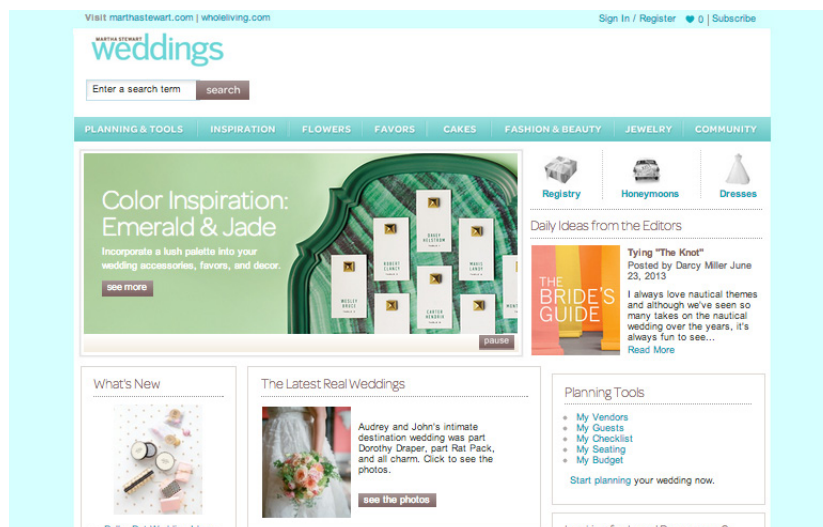 Visit marthastewart.com | wholeliving.com
Sign In / Register 0 | Subscribe
MARTHA STEWART
weddings
Enter a search term search
PLANNING & TOOLS INSPIRATION FLOWERS FAVORS CAKES FASHION & BEAUTY JEWELRY COMMUNITY
Color Inspiration:
Emerald & Jade
Incorporate a lush palette into your
wedding accessories, favors, and decor.
see more
pause
Registry Honeymoons Dresses
Daily Ideas from the Editors
THE
BRIDE'S
GUIDE
Tying "The Knot"
Posted by Darcy Miller June
23, 2013
I always love nautical themes
and although we've seen so
many takes on the nautical
wedding over the years, it's
always fun to see...
Read More
What's New
The Latest Real Weddings
Audrey and John's intimate
destination wedding was part
Dorothy Draper, part Rat Pack,
and all charm. Click to see the
photos.
see the photos
Planning Tools
My Vendors
My Guests
My Checklist
My Seating
My Budget
Start planning your wedding now.